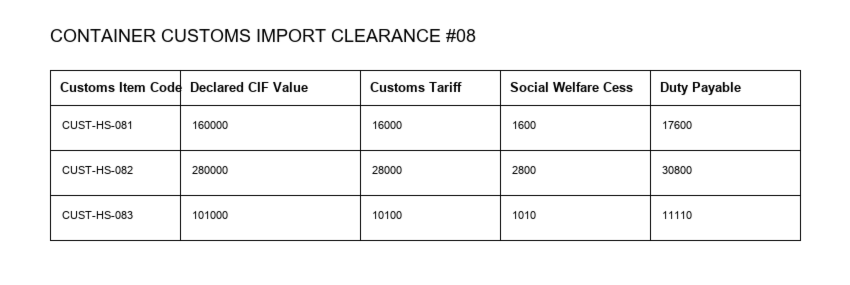 CONTAINER CUSTOMS IMPORT CLEARANCE #08
Customs Item Code Declared CIF Value Customs Tariff Social Welfare Cess Duty Payable
CUST-HS-081 160000 16000 1600 17600
CUST-HS-082 280000 28000 2800 30800
CUST-HS-083 101000 10100 1010 11110